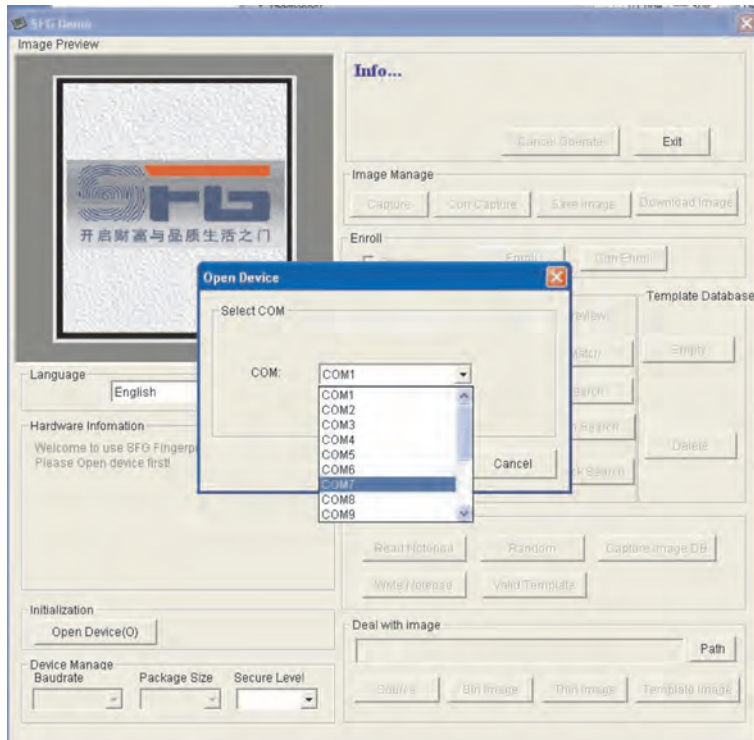 SFG Demo
Image Preview
SFG
开启财富与品质生活之门
Info...
Cancel Operate
Exit
Image Manage
Capture
Con Capture
Save Image
Download Image
Enroll
Enroll
Con Enroll
Open Device
Select COM
COM:
COM1
COM1
COM2
COM3
COM4
COM5
COM6
COM7
COM8
COM9
Cancel
Template Database
Empty
Delete
Search
Language
English
Hardware Infomation
Welcome to use SFG Fingerp
Please Open device first!
Read Notepad
Random
Capture Image DB
Write Notepad
Valid Template
Initialization
Open Device(O)
Deal with image
Path
Device Manage
Baudrate
Package Size
Secure Level
Source
Bin Image
Thin Image
Template Image